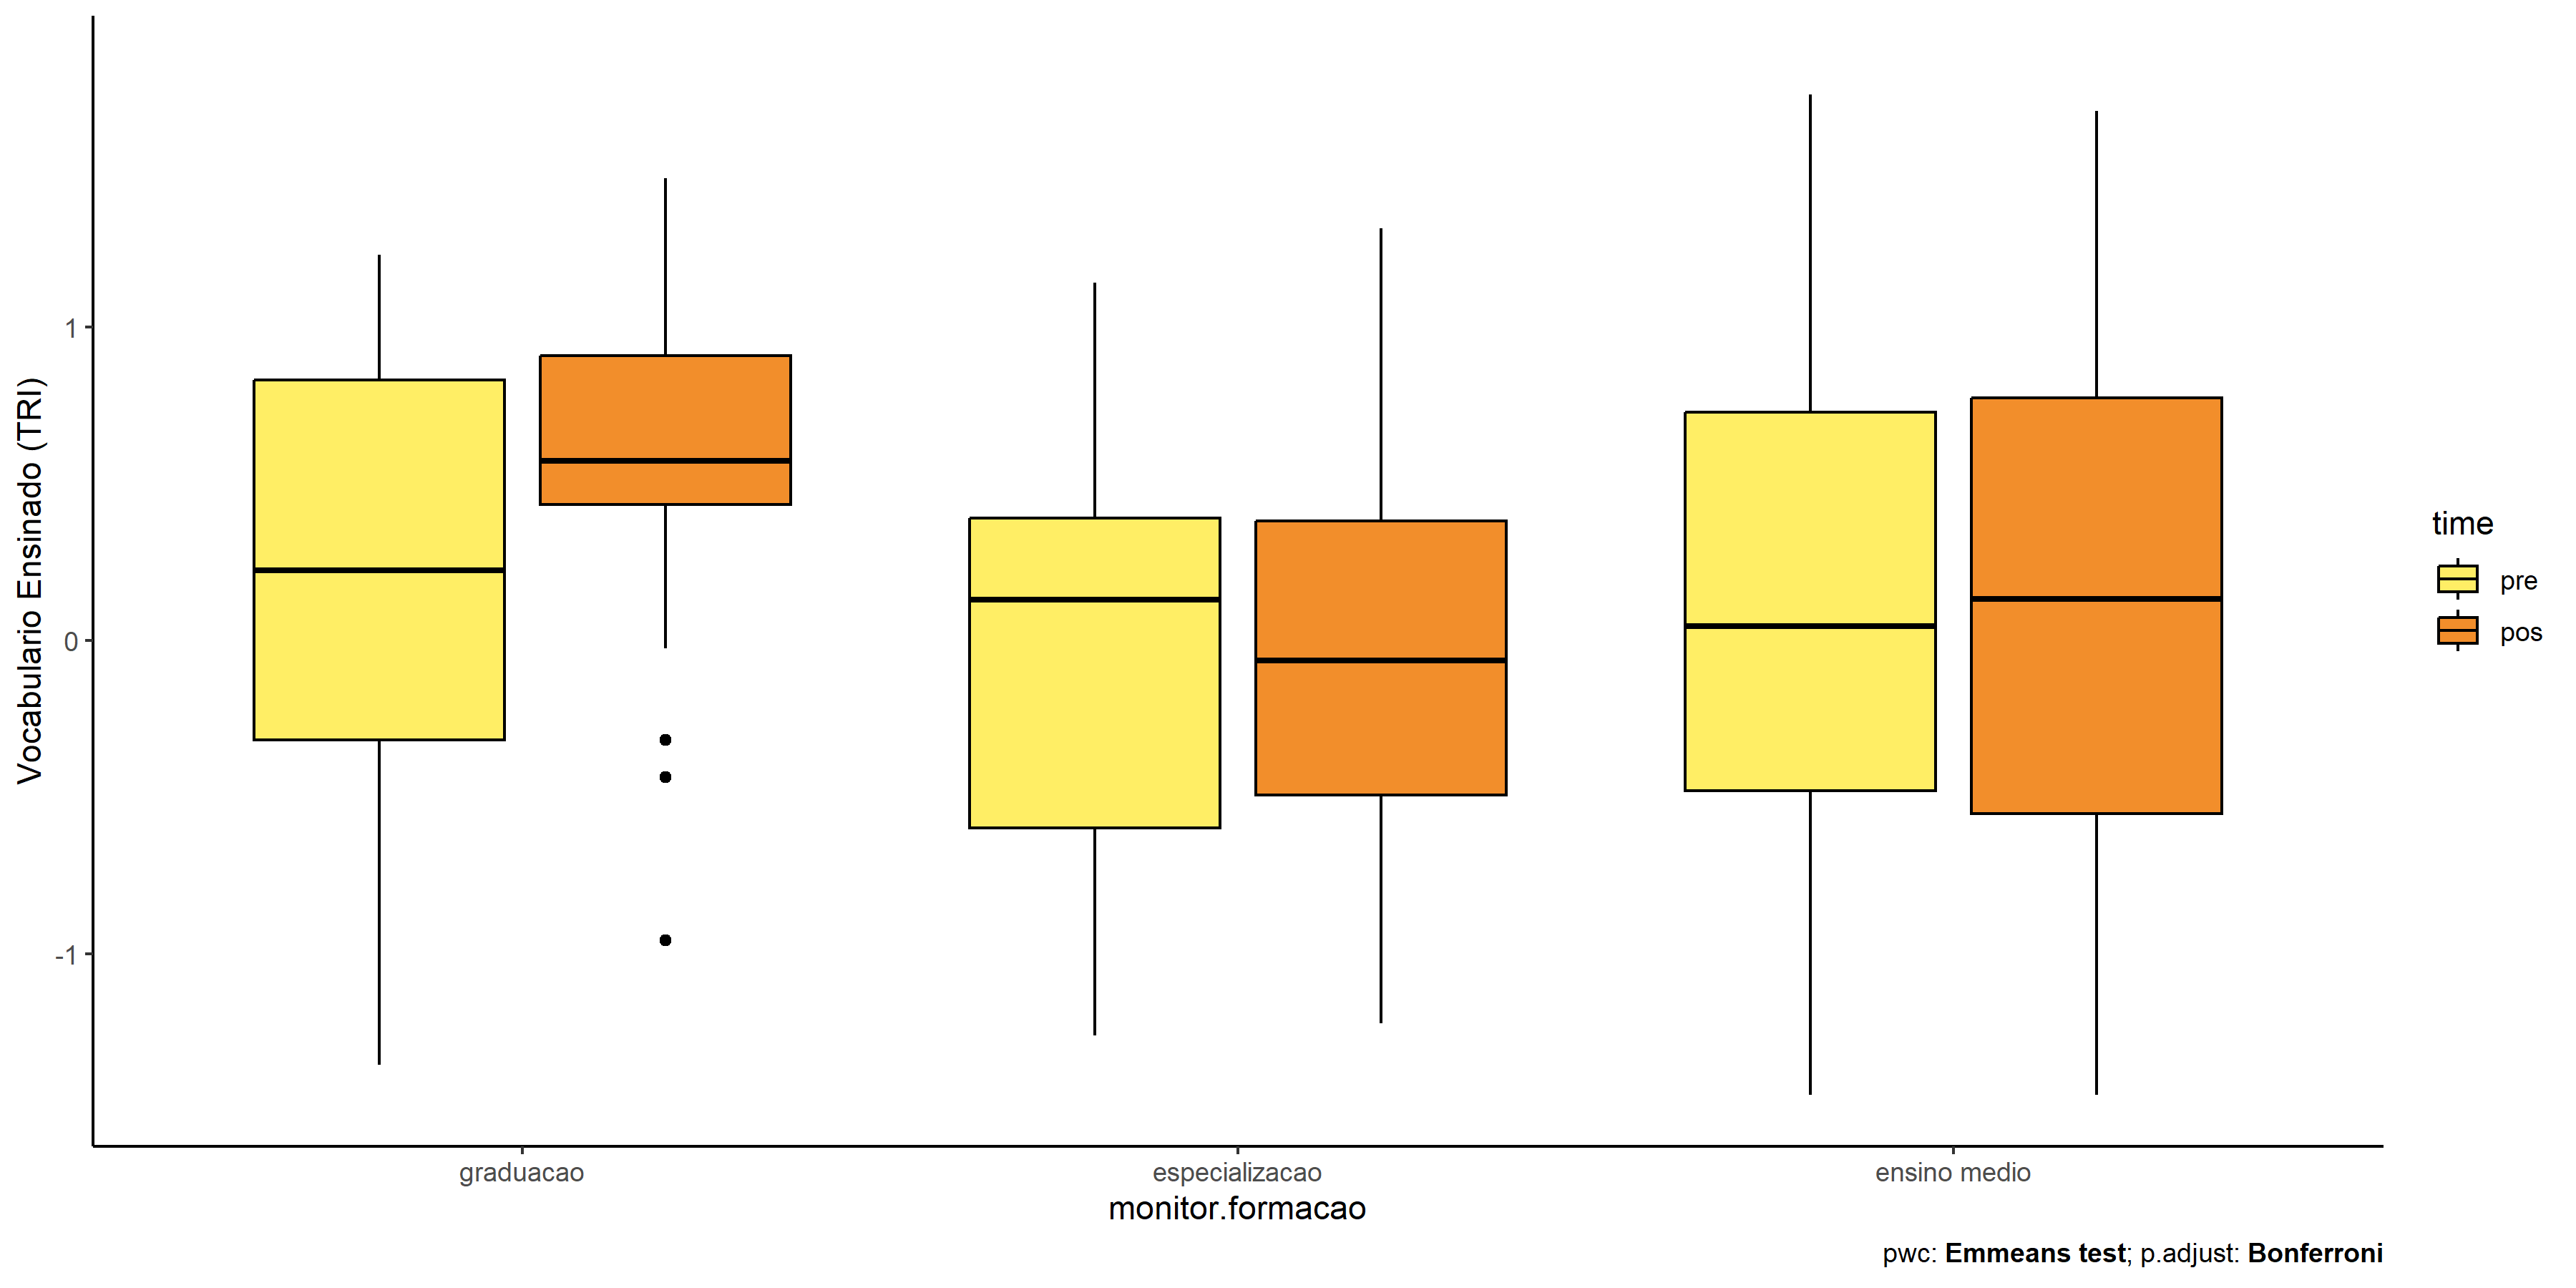 Vocabulario Ensinado (TRI)
1
0
-1
graduacao
especializacao
ensino medio
monitor.formacao
time
pre
pos
pwc: Emmeans test; p.adjust: Bonferroni